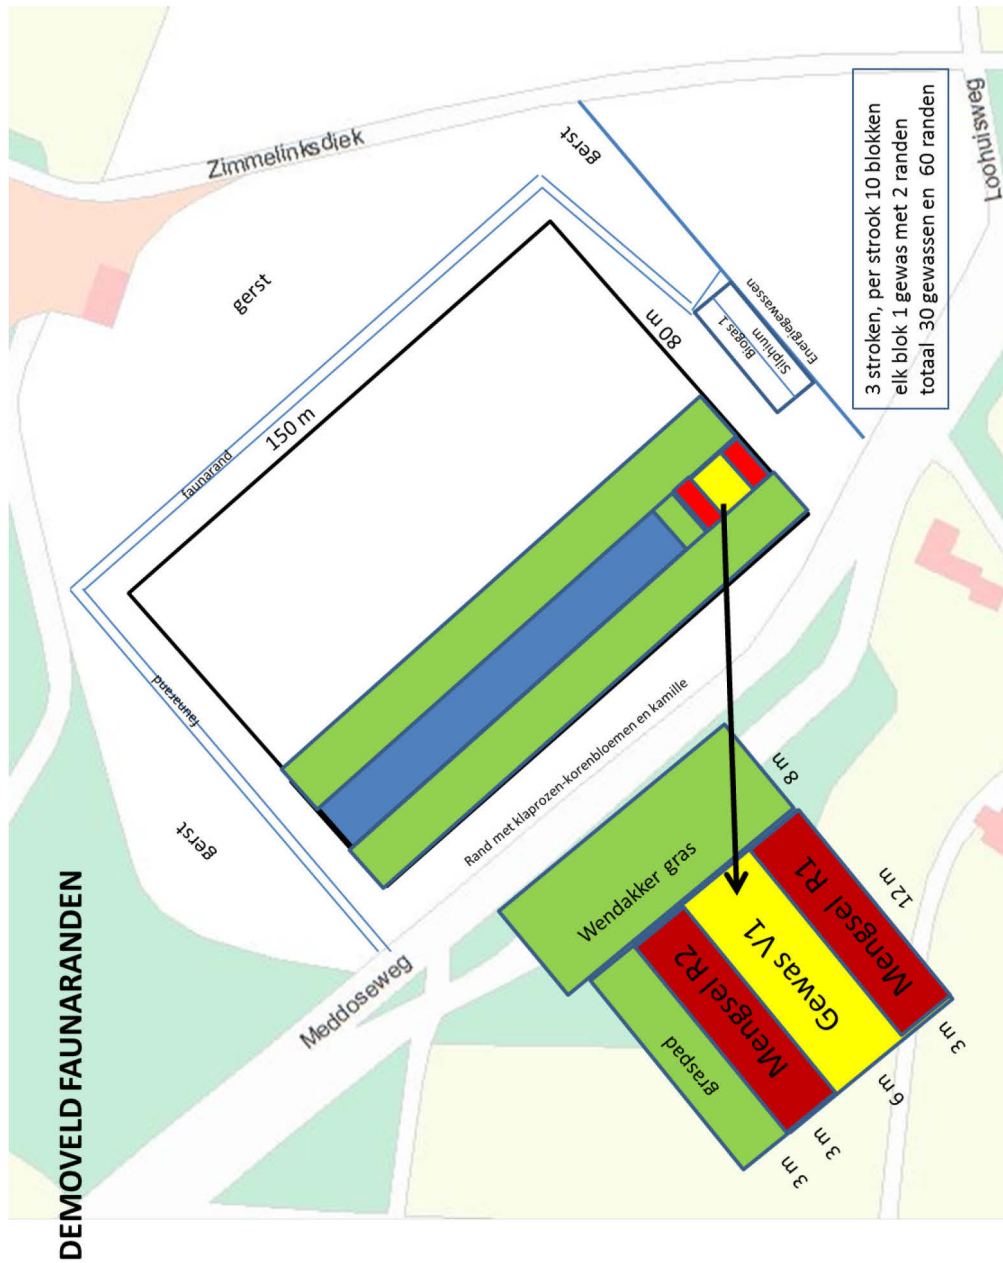 DEMOVELD FAUNARANDEN
Zimmelinksdiek
gerst
gerst
faunarand
150 m
80 m
Biogas 1
Silphium
Energiegewassen
Loohuisweg
3 stroken, per strook 10 blokken
elk blok 1 gewas met 2 randen
totaal 30 gewassen en 60 randen
faunarand
gerst
Rand met klaprozen-korenbloemen en kamille
Meddoseweg
Wendakker gras
8 m
graspad
Mengsel R2
Gewas V1
Mengsel R1
12 m
3 m
3 m
6 m
3 m